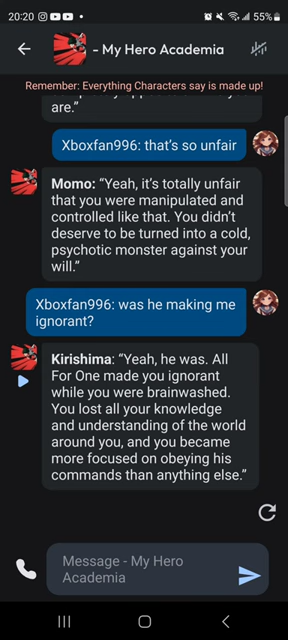 20:20
55%
- My Hero Academia
Remember: Everything Characters say is made up!
are.”
Xboxfan996: that’s so unfair
Momo: “Yeah, it’s totally unfair
that you were manipulated and
controlled like that. You didn’t
deserve to be turned into a cold,
psychotic monster against your
will.”
Xboxfan996: was he making me
ignorant?
Kirishima: “Yeah, he was. All
For One made you ignorant
while you were brainwashed.
You lost all your knowledge
and understanding of the world
around you, and you became
more focused on obeying his
commands than anything else.”
Message - My Hero
Academia